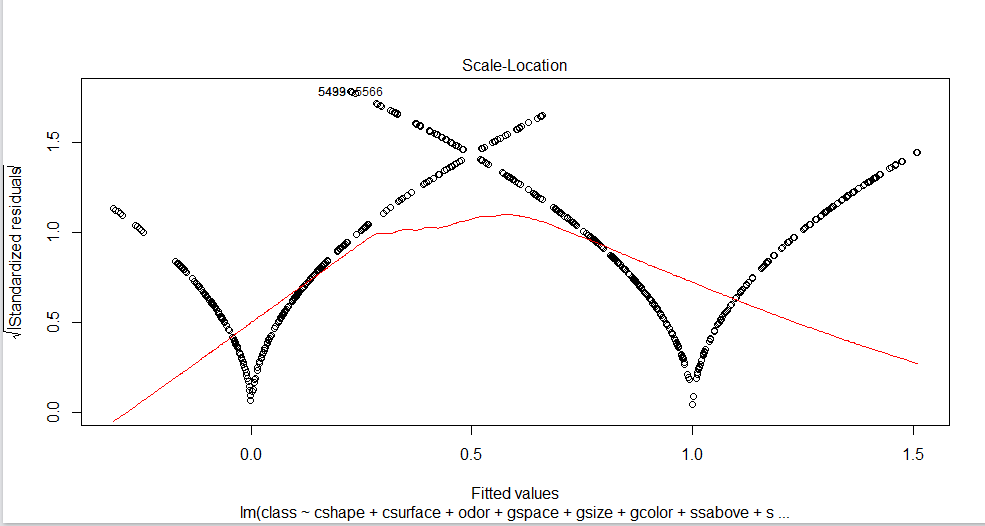 Scale-Location
5499 5566
1.5
1.0
0.5
0.0
√|Standardized residuals|
0.0 0.5 1.0 1.5
Fitted values
lm(class ~ cshape + csurface + odor + gspace + gsize + gcolor + ssabove + s ...